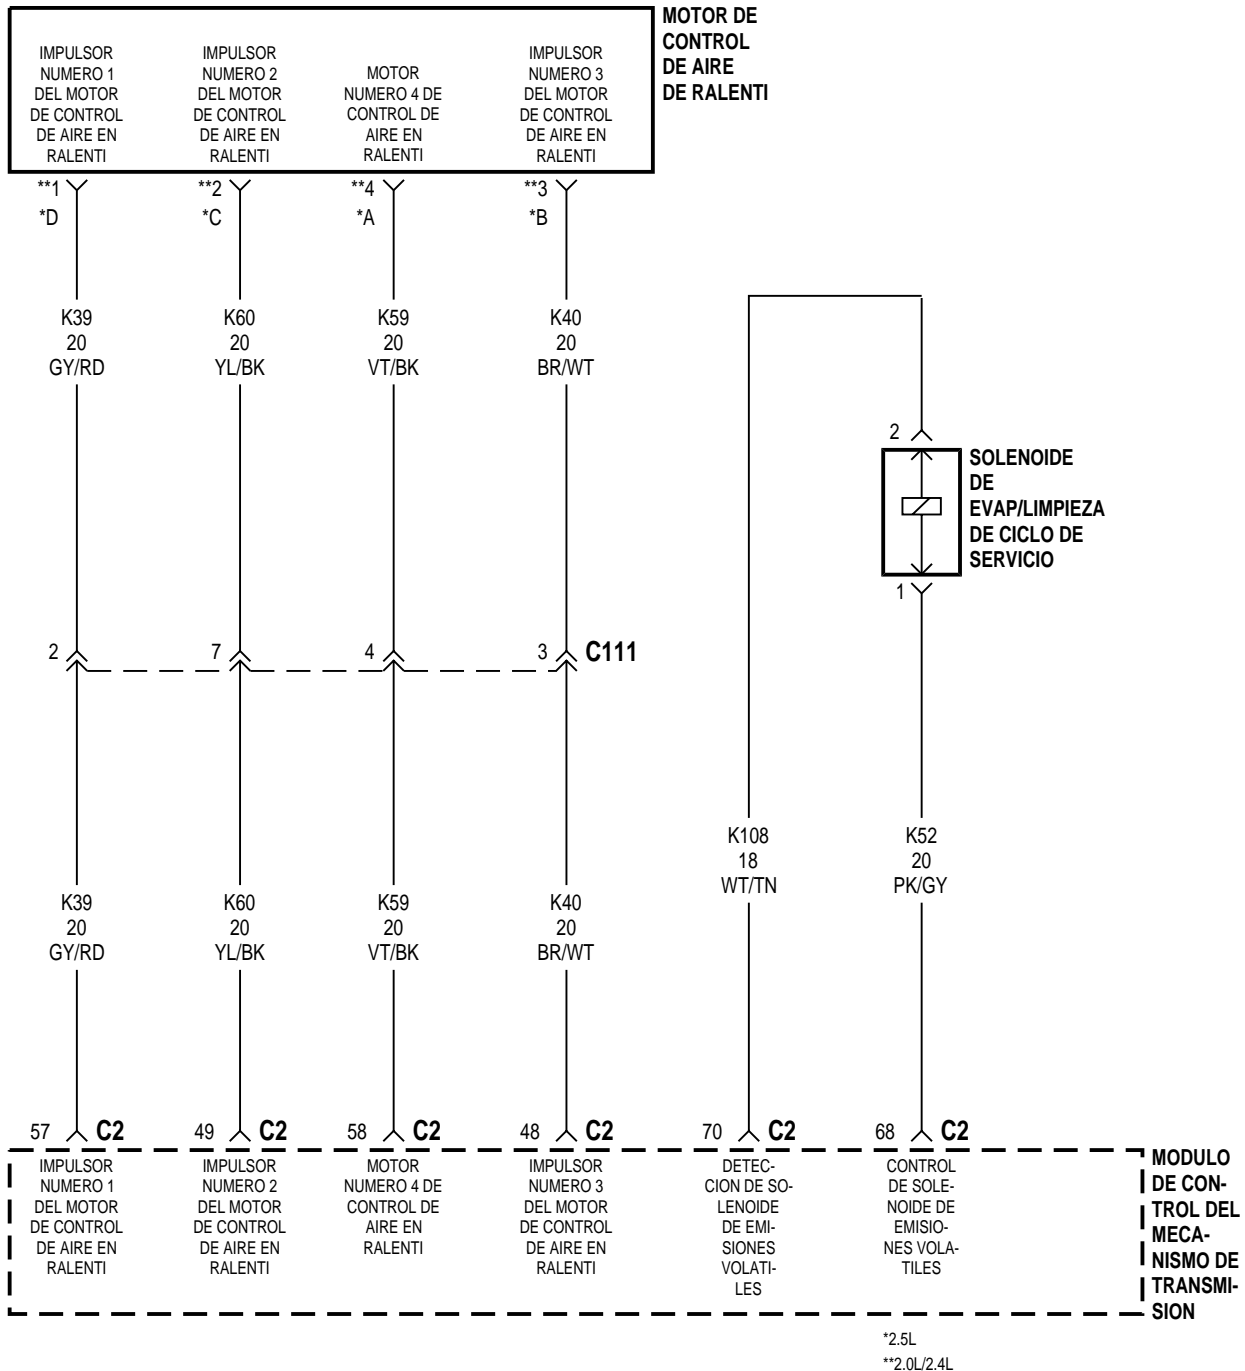 MOTOR DE
CONTROL
DE AIRE
DE RALENTI
IMPULSOR
NUMERO 1
DEL MOTOR
DE CONTROL
DE AIRE EN
RALENTI
IMPULSOR
NUMERO 2
DEL MOTOR
DE CONTROL
DE AIRE EN
RALENTI
MOTOR
NUMERO 4 DE
CONTROL DE
AIRE EN
RALENTI
IMPULSOR
NUMERO 3
DEL MOTOR
DE CONTROL
DE AIRE EN
RALENTI
**1
*D
**2
*C
**4
*A
**3
*B
K39
20
GY/RD
K60
20
YL/BK
K59
20
VT/BK
K40
20
BR/WT
2
SOLENOIDE
DE
EVAP/LIMPIEZA
DE CICLO DE
SERVICIO
1
2
7
4
3
C111
K108
18
WT/TN
K52
20
PK/GY
K39
20
GY/RD
K60
20
YL/BK
K59
20
VT/BK
K40
20
BR/WT
57 C2
49 C2
58 C2
48 C2
70 C2
68 C2
IMPULSOR
NUMERO 1
DEL MOTOR
DE CONTROL
DE AIRE EN
RALENTI
IMPULSOR
NUMERO 2
DEL MOTOR
DE CONTROL
DE AIRE EN
RALENTI
MOTOR
NUMERO 4 DE
CONTROL DE
AIRE EN
RALENTI
IMPULSOR
NUMERO 3
DEL MOTOR
DE CONTROL
DE AIRE EN
RALENTI
DETEC-
CION DE SO-
LENOIDE
DE EMI-
SIONES
VOLATI-
LES
CONTROL
DE SOLE-
NOIDE DE
EMISIO-
NES VOLA-
TILES
MODULO
DE CON-
TROL DEL
MECA-
NISMO DE
TRANSMI-
SION
*2.5L
**2.0L/2.4L